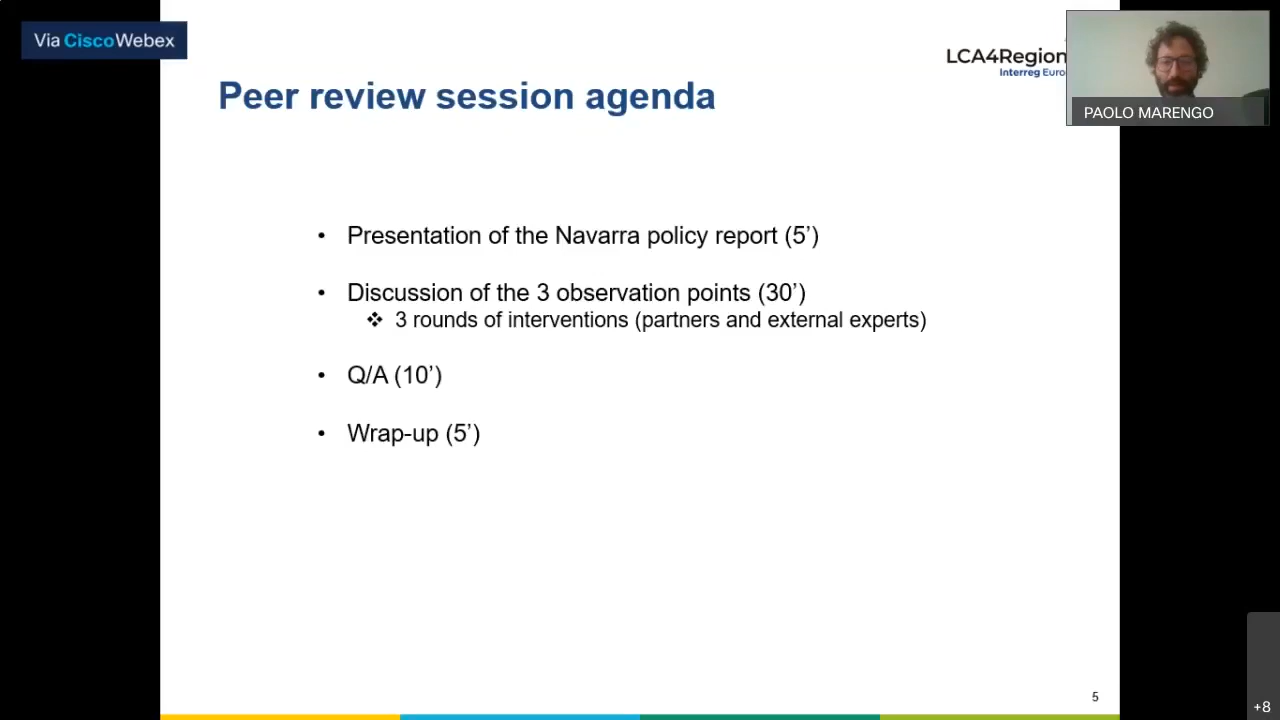 Via CiscoWebex
LCA4Region
Interreg Euro
PAOLO MARENGO
Peer review session agenda
• Presentation of the Navarra policy report (5’)
• Discussion of the 3 observation points (30’)
❖ 3 rounds of interventions (partners and external experts)
• Q/A (10’)
• Wrap-up (5’)
5
+8